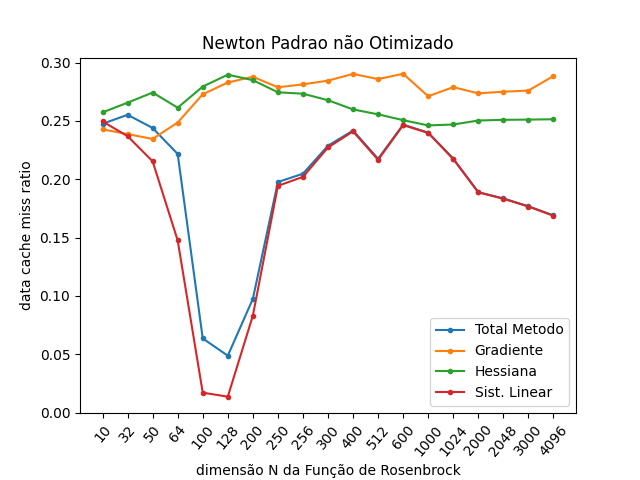 Newton Padrao não Otimizado
data cache miss ratio
0.30
0.25
0.20
0.15
0.10
0.05
0.00
Total Metodo
Gradiente
Hessiana
Sist. Linear
10 32 50 64 100 128 200 250 256 300 400 512 600 1000 1024 2000 2048 3000 4096
dimensão N da Função de Rosenbrock